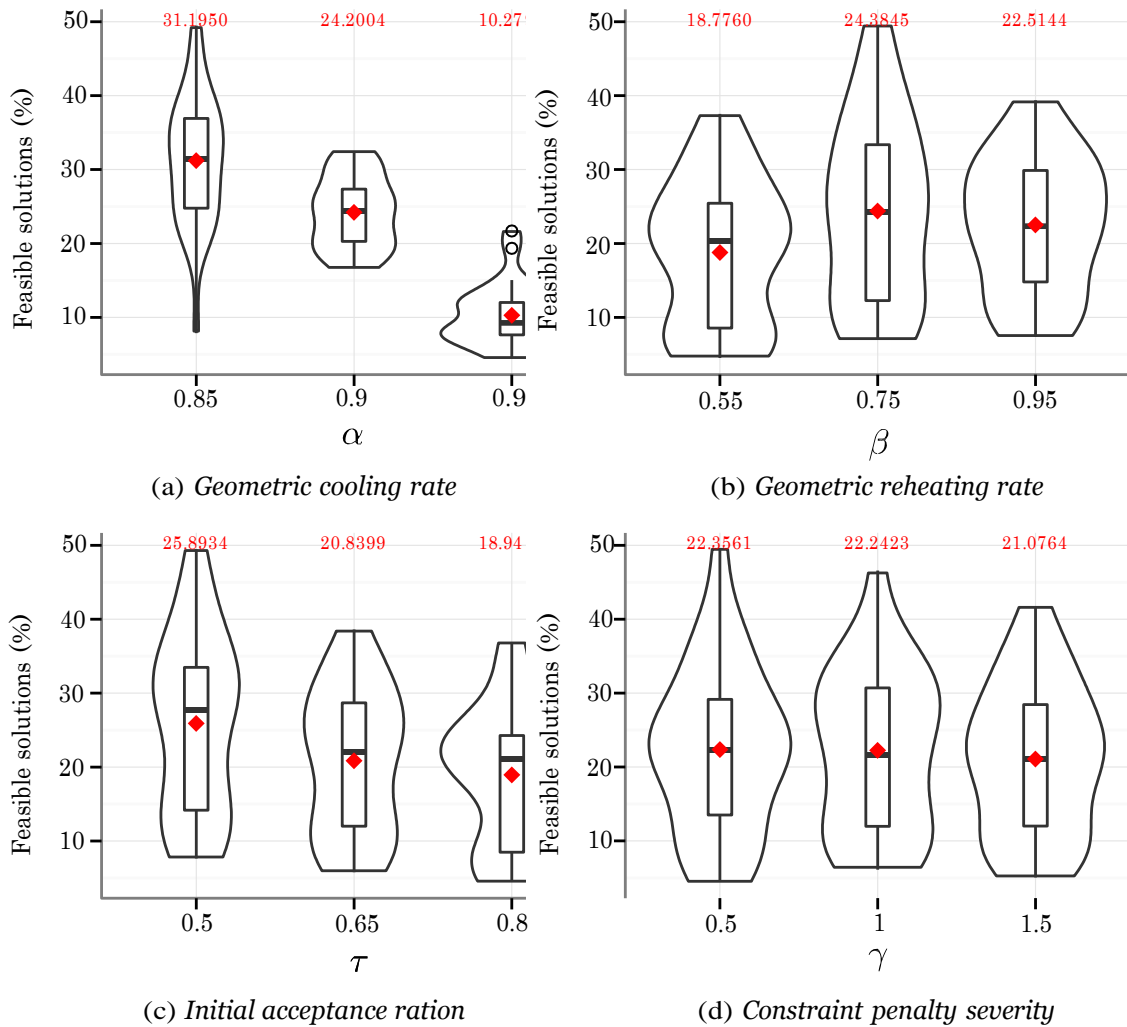 31.1950 24.2004 10.27
50
40
30
20
10
Feasible solutions (%)
0.85 0.9 0.9
α
(a) Geometric cooling rate
18.7760 24.3845 22.5144
50
40
30
20
10
Feasible solutions (%)
0.55 0.75 0.95
β
(b) Geometric reheating rate
25.8934 20.8399 18.94
50
40
30
20
10
Feasible solutions (%)
0.5 0.65 0.8
τ
(c) Initial acceptance ration
22.3561 22.2423 21.0764
50
40
30
20
10
Feasible solutions (%)
0.5 1 1.5
γ
(d) Constraint penalty severity